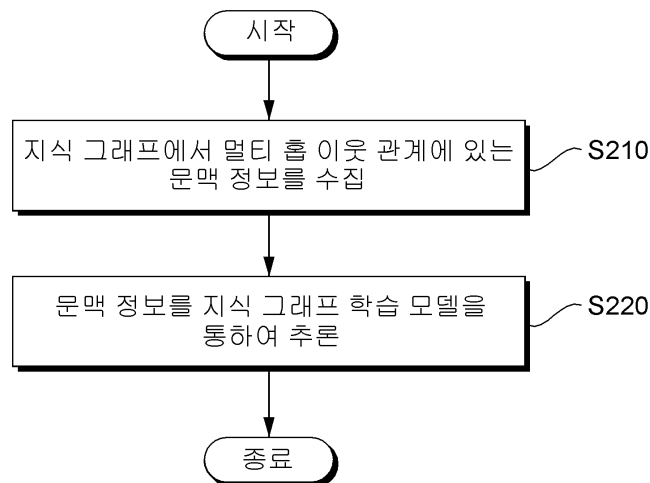 시작
지식 그래프에서 멀티 홉 이웃 관계에 있는
문맥 정보를 수집
S210
문맥 정보를 지식 그래프 학습 모델을
통하여 추론
S220
종료